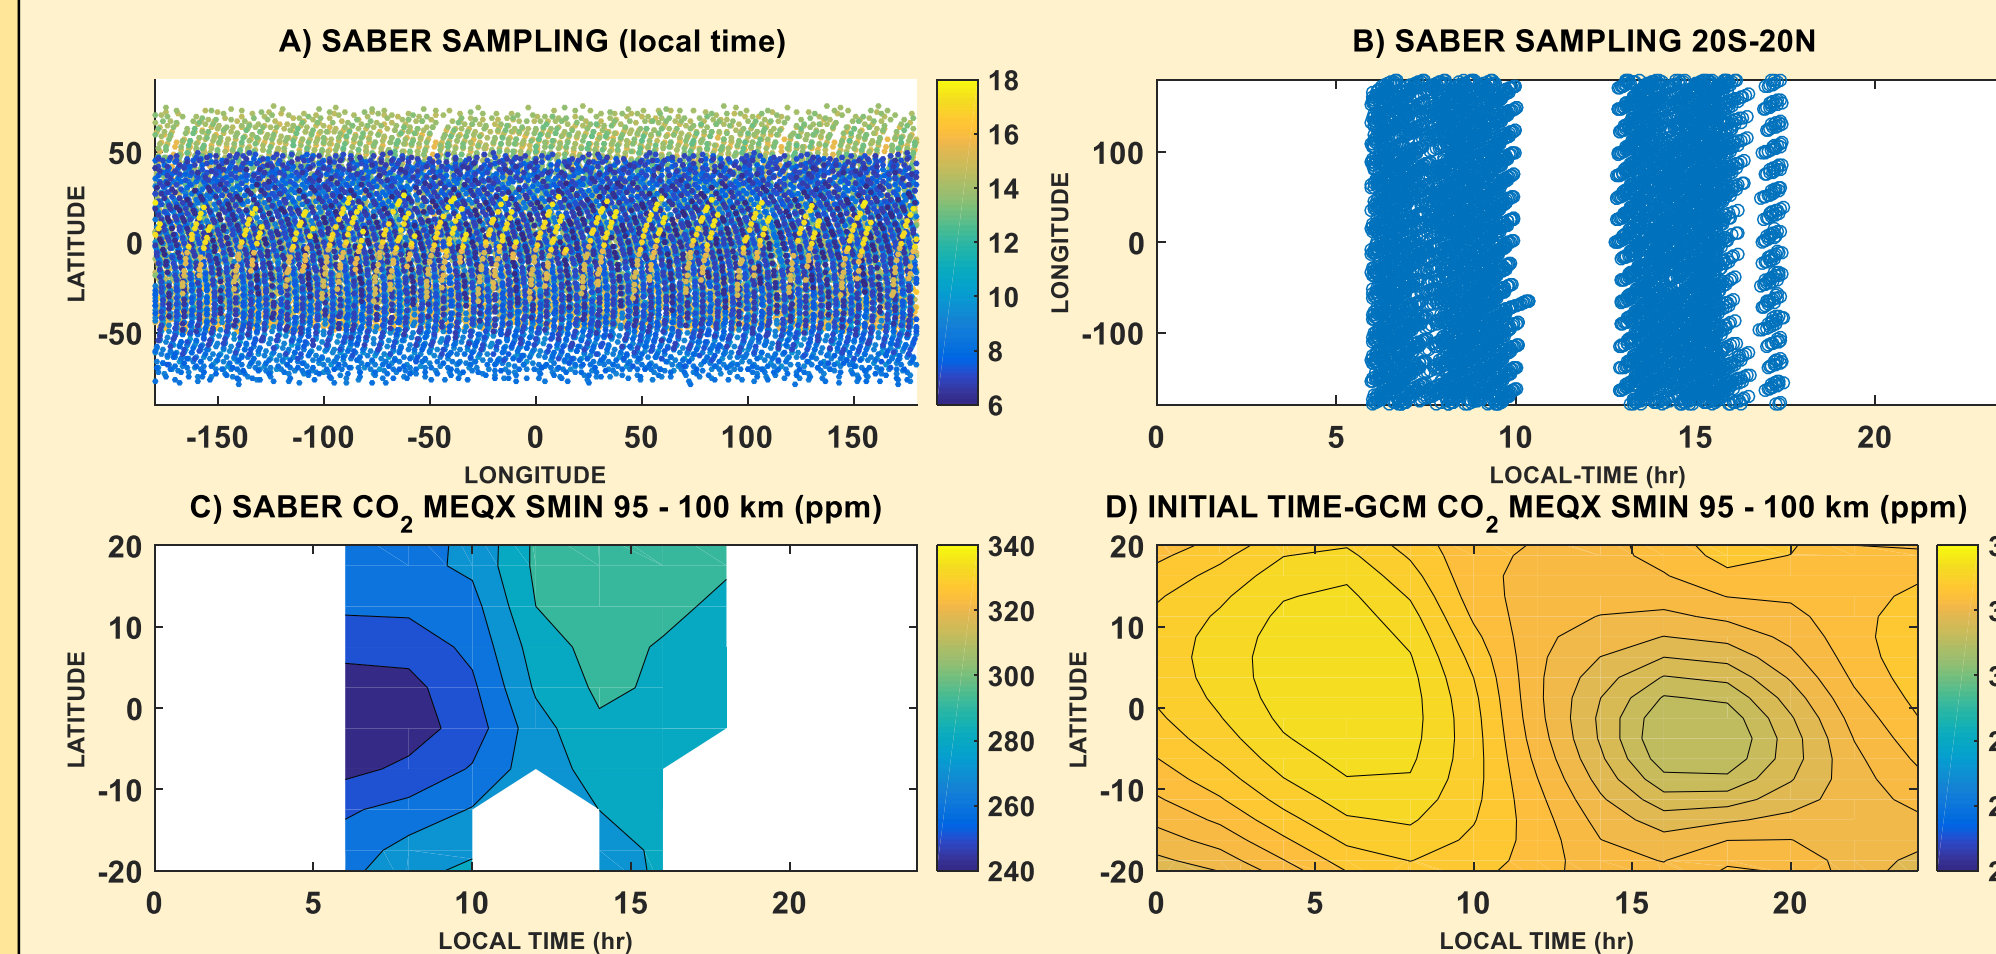 A) SABER SAMPLING (local time)
LATITUDE
50
0
-50
-150 -100 -50 0 50 100 150
LONGITUDE
18
16
14
12
10
8
6
B) SABER SAMPLING 20S-20N
LONGITUDE
100
0
-100
0 5 10 15 20
LOCAL-TIME (hr)
C) SABER CO2 MEQX SMIN 95 - 100 km (ppm)
LATITUDE
20
10
0
-10
-20
0 5 10 15 20
LOCAL TIME (hr)
340
320
300
280
260
240
D) INITIAL TIME-GCM CO2 MEQX SMIN 95 - 100 km (ppm)
LATITUDE
20
10
0
-10
-20
0 5 10 15 20
LOCAL TIME (hr)